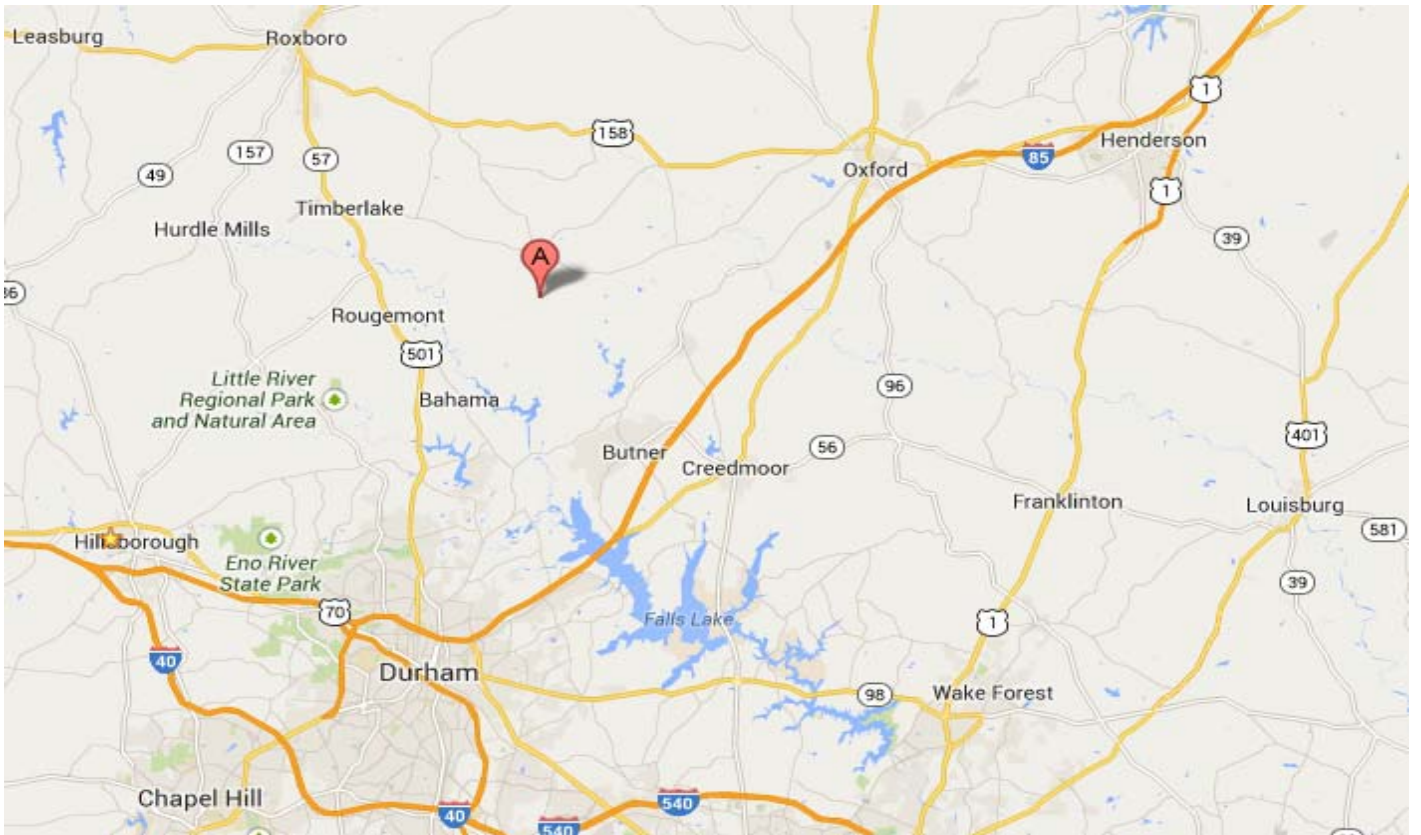 Leasburg
Roxboro
1
158
Henderson
157
57
85
Oxford
49
1
Timberlake
Hurdle Mills
39
A
Rougemont
501
Little River
Regional Park
and Natural Area
96
Bahama
401
56
Butner
Creedmoor
Franklinton
Louisburg
581
Hillsborough
Eno River
State Park
39
70
Falls Lake
1
40
Durham
98
Wake Forest
Chapel Hill
540
40
540